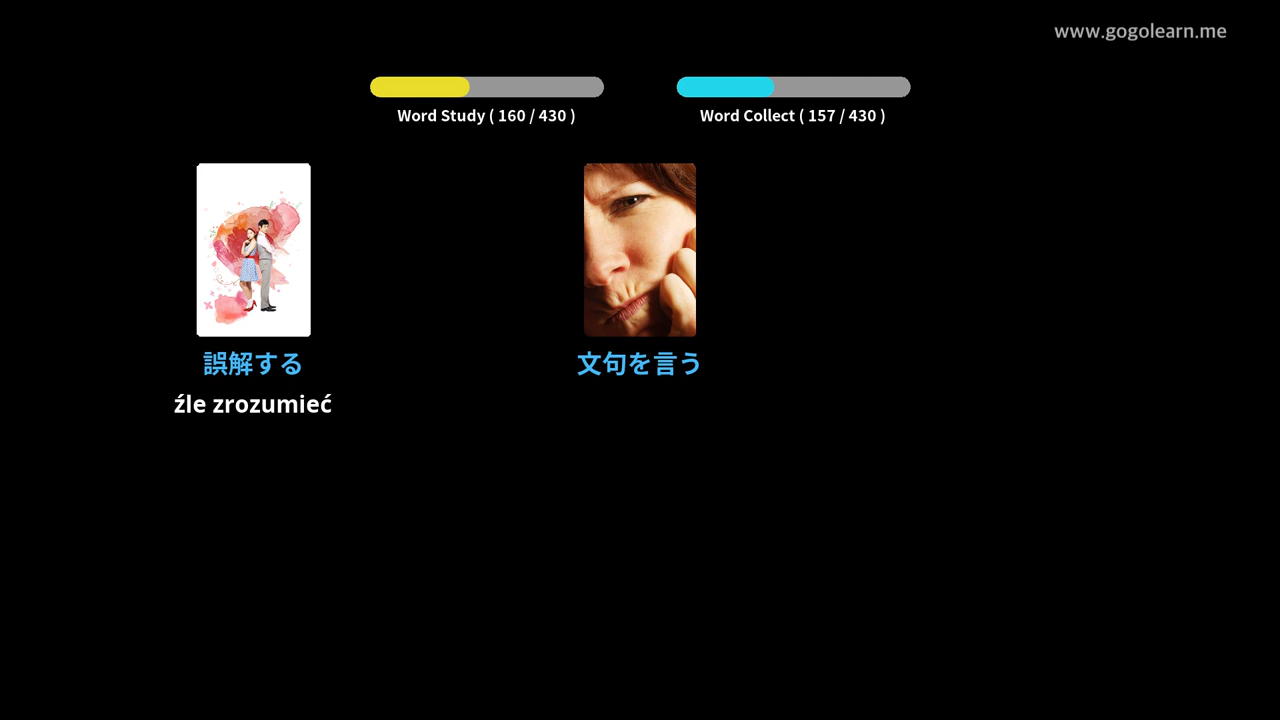 www.gogolearn.me
Word Study ( 160 / 430 )
Word Collect ( 157 / 430 )
誤解する
文句を言う
źle zrozumieć